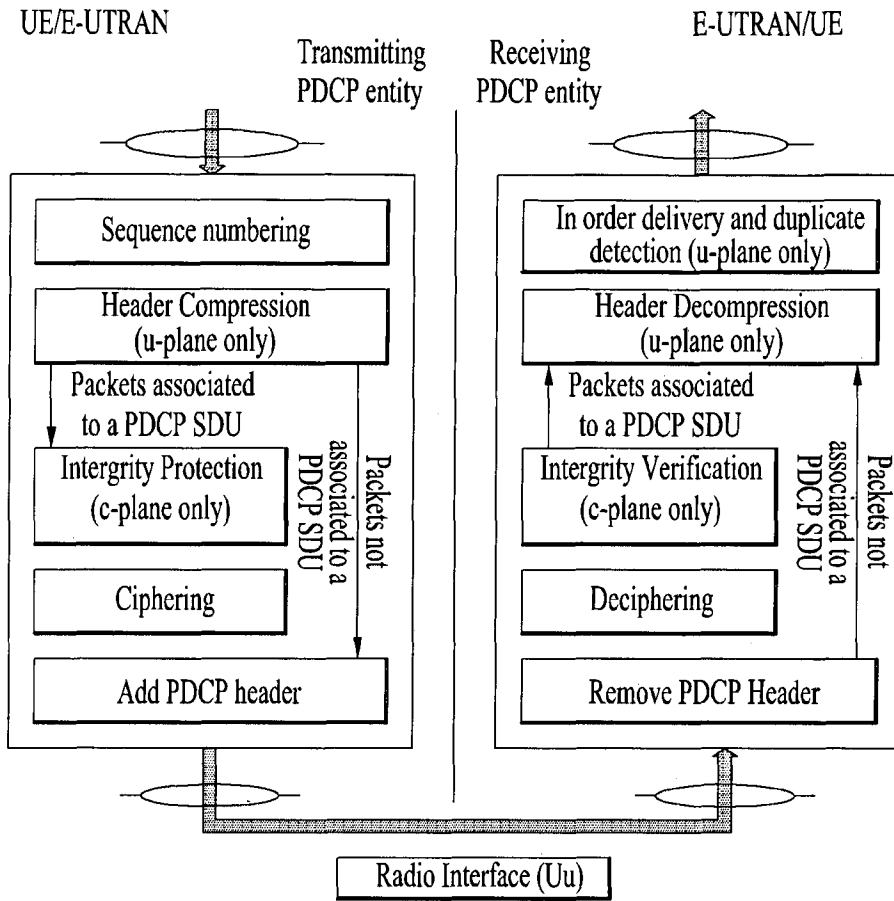 UE/E-UTRAN
E-UTRAN/UE
Transmitting
PDCP entity
Receiving
PDCP entity
Sequence numbering
Header Compression
(u-plane only)
Packets associated
to a PDCP SDU
Packets not
associated to a
PDCP SDU
Intergrity Protection
(c-plane only)
Ciphering
Add PDCP header
In order delivery and duplicate
detection (u-plane only)
Header Decompression
(u-plane only)
Packets associated
to a PDCP SDU
Packets not
associated to a
PDCP SDU
Intergrity Verification
(c-plane only)
Deciphering
Remove PDCP Header
Radio Interface (Uu)